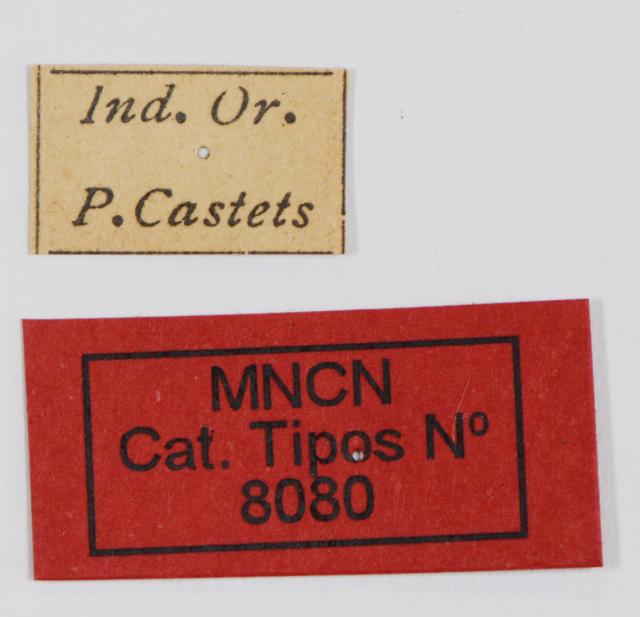 Ind. Or.
P. Castets
MNCN
Cat. Tipos Nº
8080